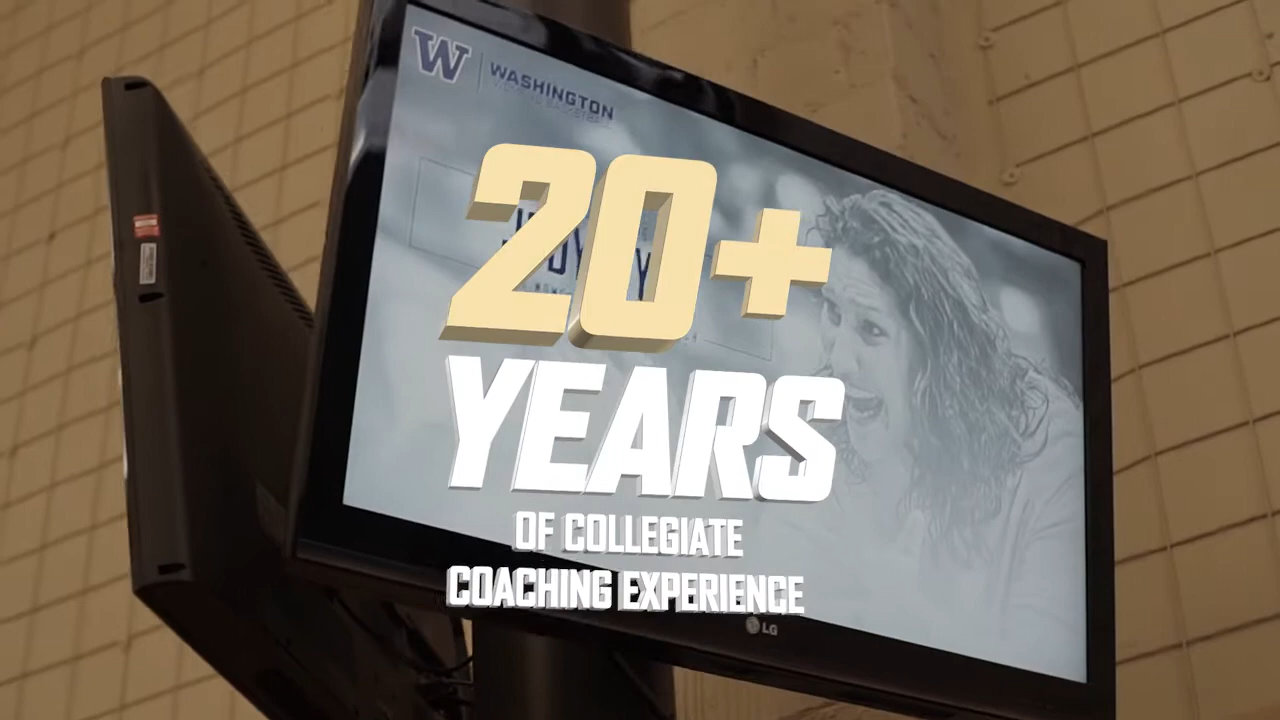 W
WASHINGTON
20+
YEARS
OF COLLEGIATE
COACHING EXPERIENCE
LG